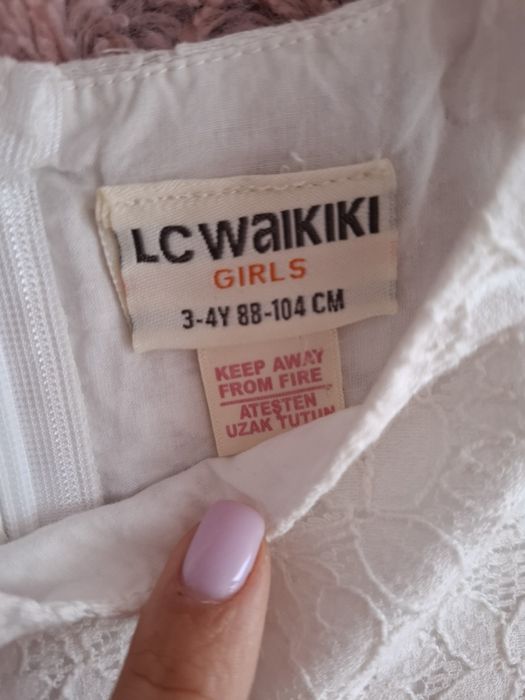 LC WaIKIKI
GIRLS
3-4Y 88-104 CM
KEEP AWAY
FROM FIRE
ATEŞTEN
UZAK TUTUN